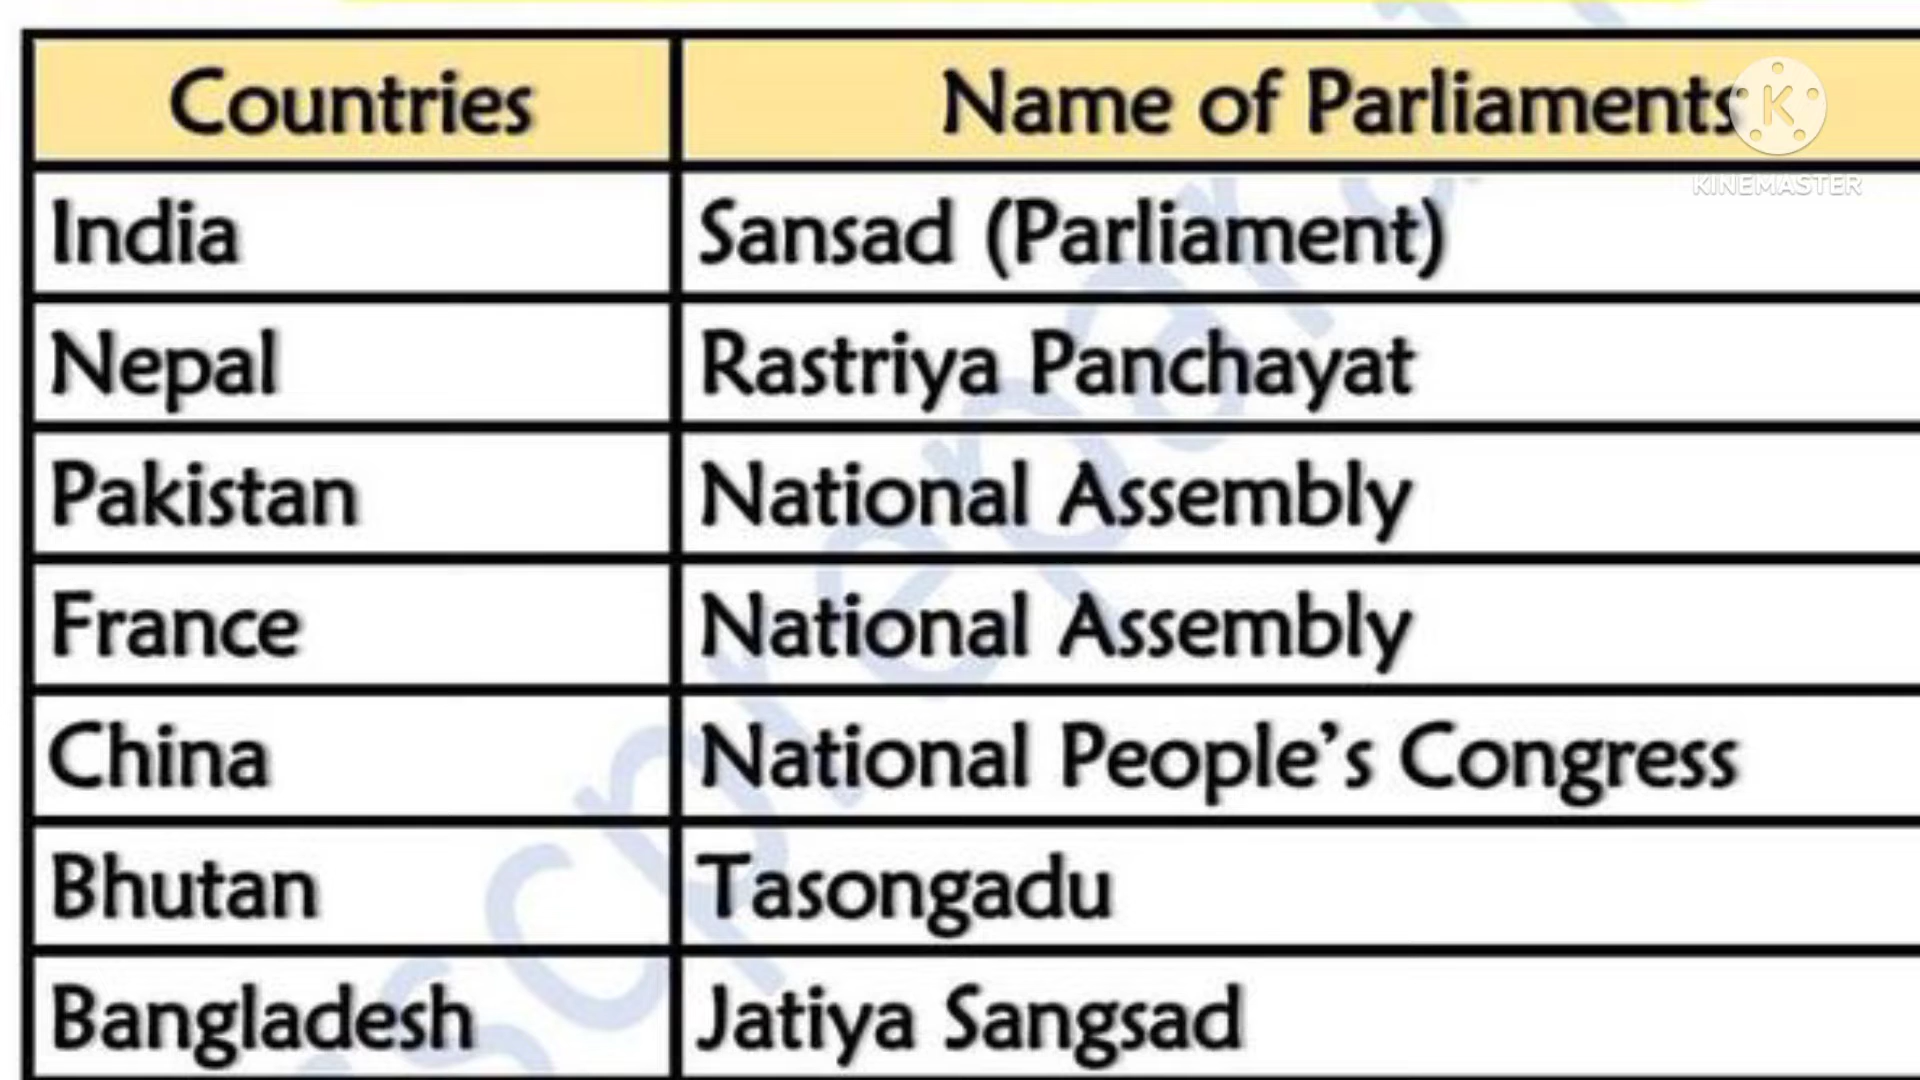 Countries Name of Parliaments
KINEMASTER
India Sansad (Parliament)
Nepal Rastriya Panchayat
Pakistan National Assembly
France National Assembly
China National People's Congress
Bhutan Tasongadu
Bangladesh Jatiya Sangsad